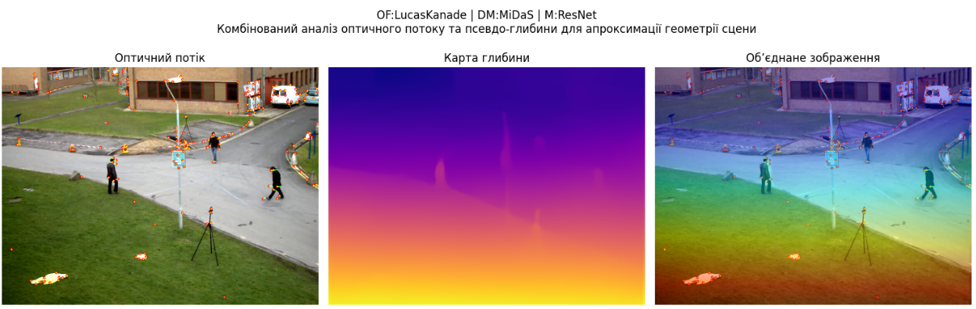 OF:LucasKanade | DM:MiDaS | M:ResNet
Комбінований аналіз оптичного потоку та псевдо-глибини для апроксимації геометрії сцени
Оптичний потік
Карта глибини
Об'єднане зображення